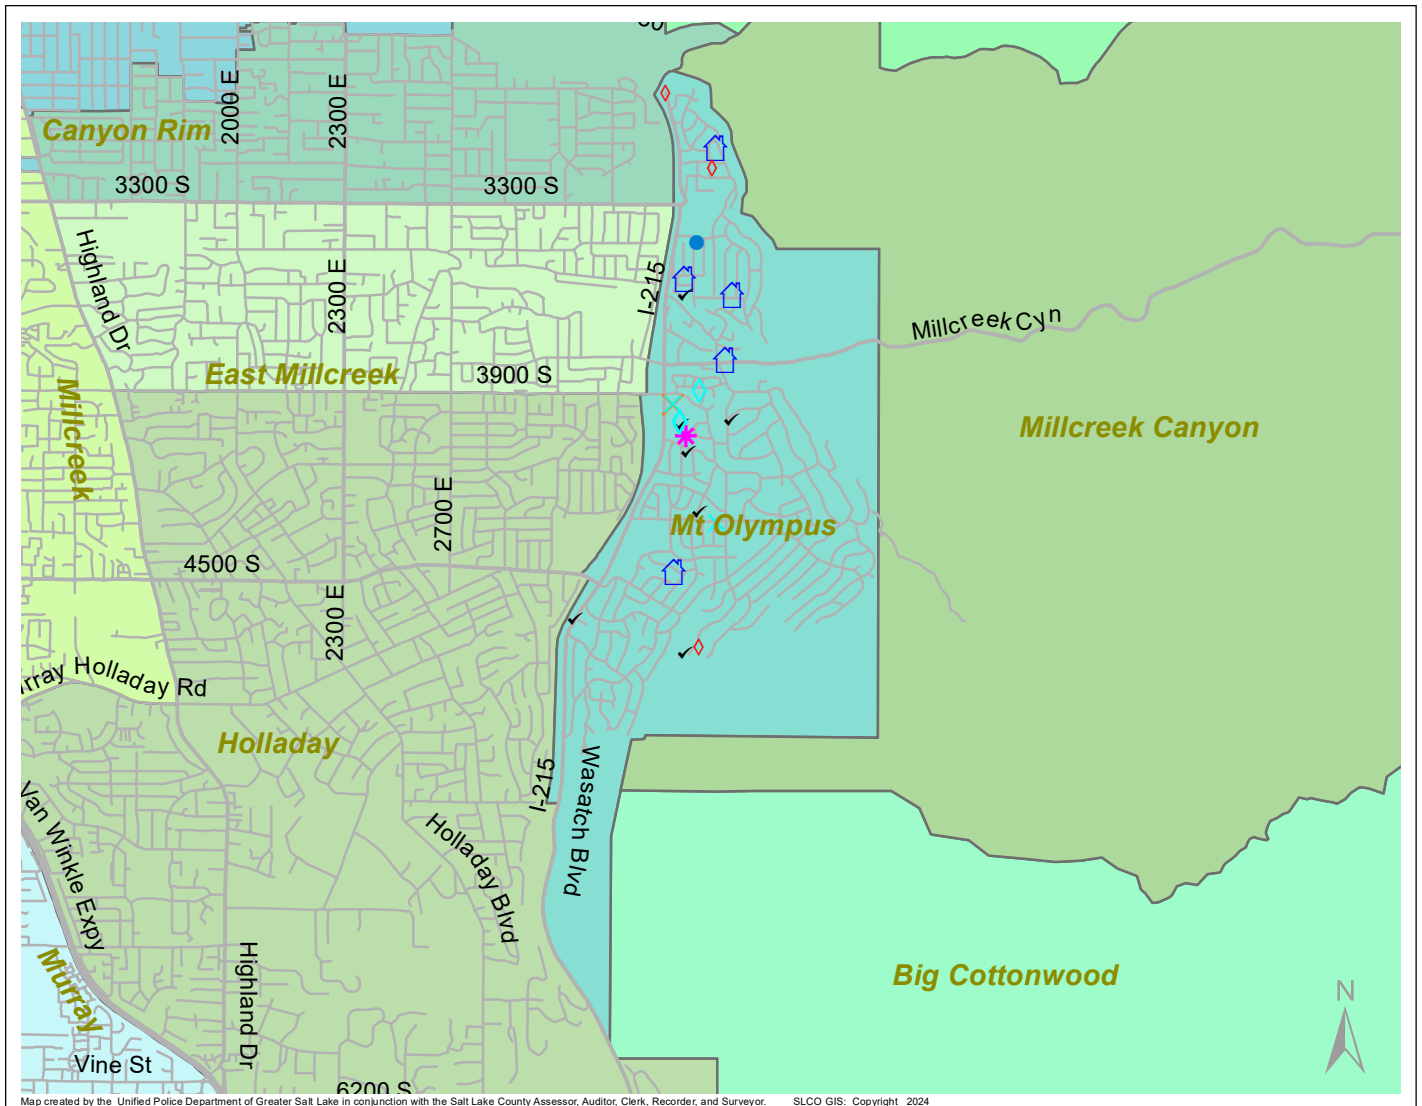 2000 E
2300 E
Canyon Rim
3300 S
3300 S
Highland Dr
2300 E
I-215
Millcreek Cyn
East Millcreek
3900 S
Millcreek
Millcreek Canyon
2700 E
Mt Olympus
4500 S
2300 E
Holladay Rd
Holladay
I-215
Wasatch Blvd
Van Winkle Expy
Holladay Blvd
Murray
Highland Dr
Big Cottonwood
N
Vine St
6200 S
Map created by the Unified Police Department of Greater Salt Lake in conjunction with the Salt Lake County Assessor, Auditor, Clerk, Recorder, and Surveyor. SLCO GIS: Copyright 2024